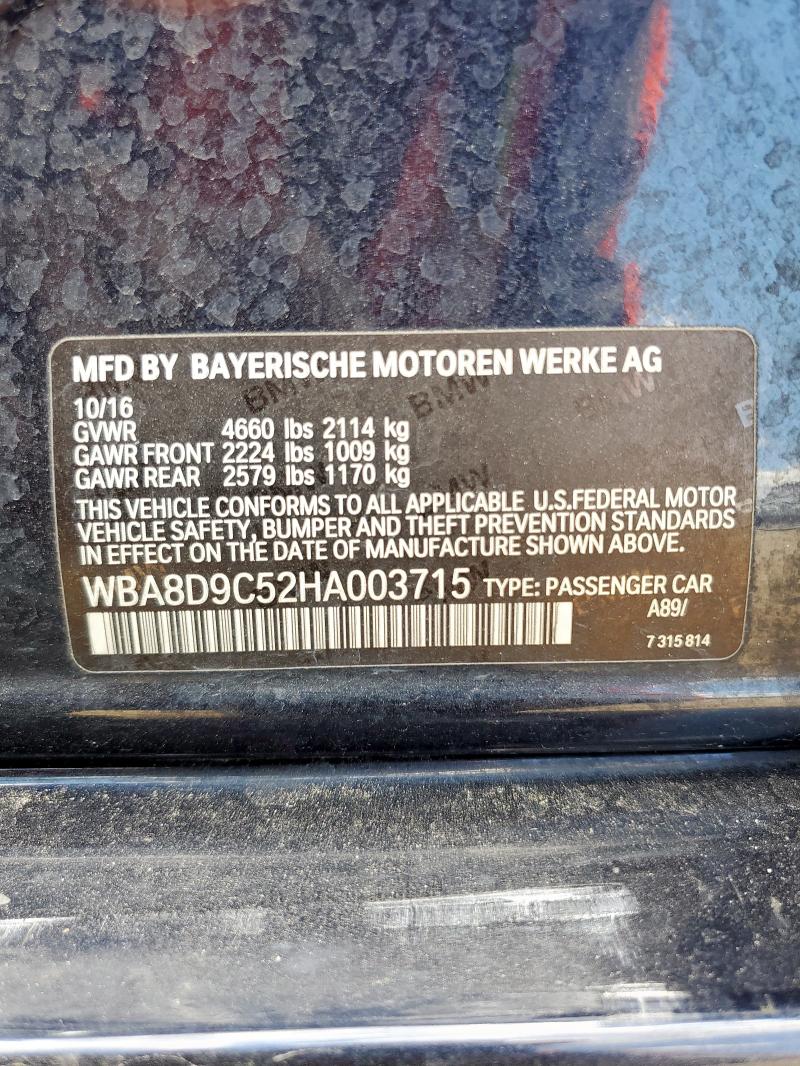 MFD BY BAYERISCHE MOTOREN WERKE AG
10/16
GVWR 4660 lbs 2114 kg
GAWR FRONT 2224 lbs 1009 kg
GAWR REAR 2579 lbs 1170 kg
THIS VEHICLE CONFORMS TO ALL APPLICABLE U.S.FEDERAL MOTOR
VEHICLE SAFETY, BUMPER AND THEFT PREVENTION STANDARDS
IN EFFECT ON THE DATE OF MANUFACTURE SHOWN ABOVE.
WBA8D9C52HA003715 TYPE: PASSENGER CAR
A89/
7 315 814